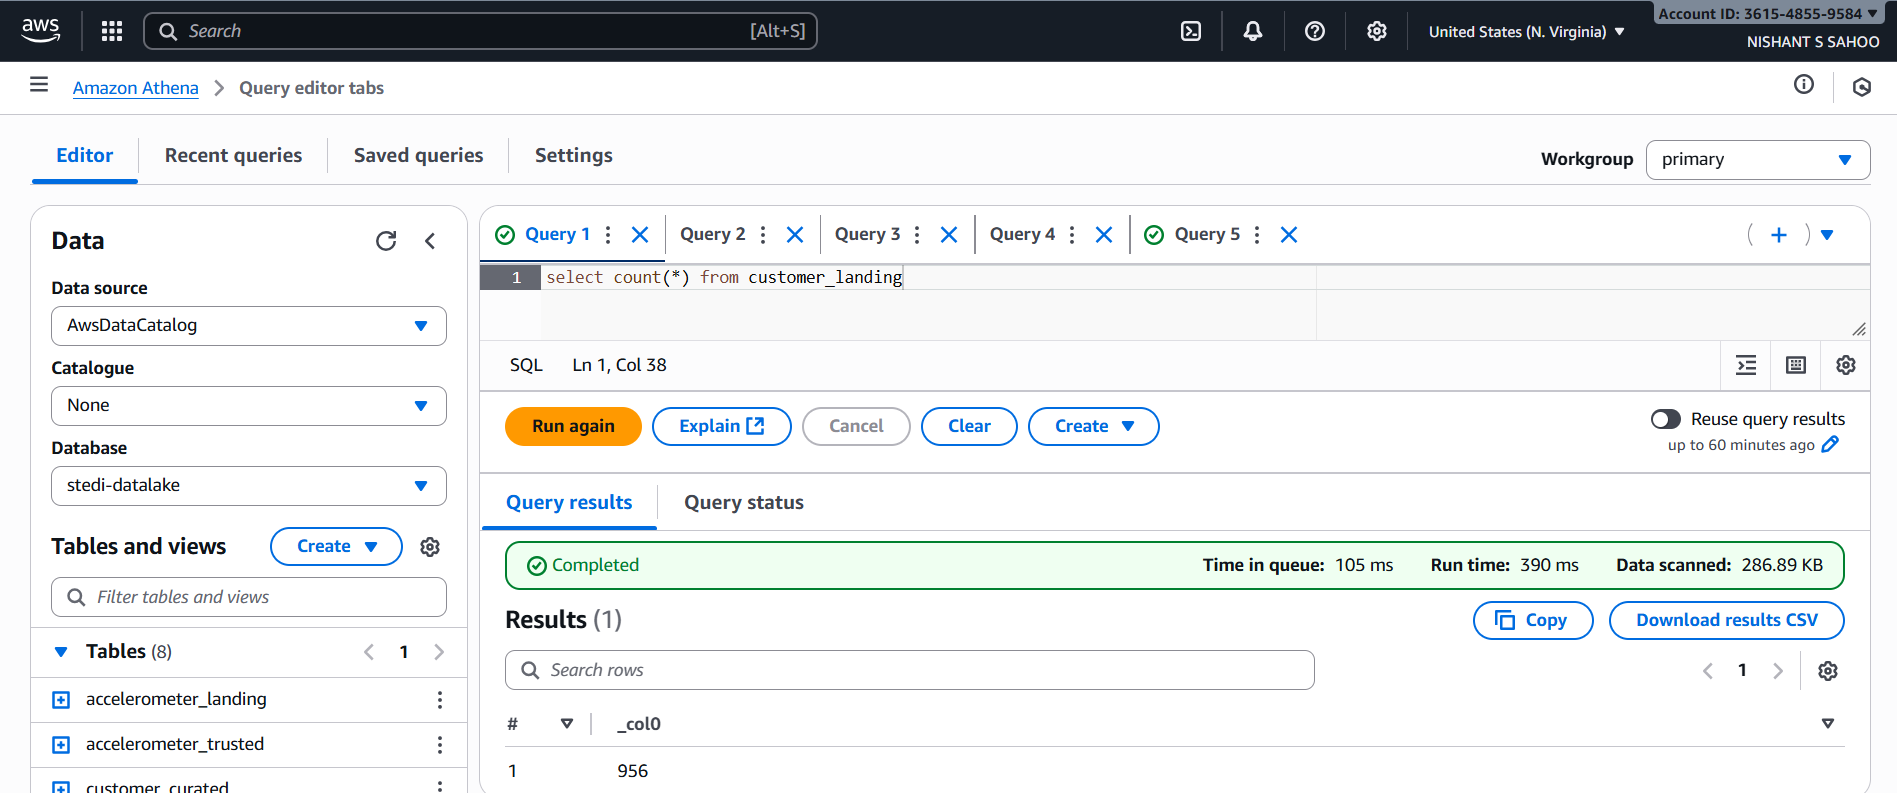 aws
Search [Alt+S]
United States (N. Virginia)
Account ID: 3615-4855-9584
NISHANT S SAHOO
Amazon Athena > Query editor tabs
Editor Recent queries Saved queries Settings
Workgroup primary
Data
Data source
AwsDataCatalog
Catalogue
None
Database
stedi-datalake
Tables and views Create
Filter tables and views
Tables (8) < 1 >
accelerometer_landing
accelerometer_trusted
customer_curated
Query 1 Query 2 Query 3 Query 4 Query 5
1 select count(*) from customer_landing
SQL Ln 1, Col 38
Run again Explain Cancel Clear Create
Reuse query results
up to 60 minutes ago
Query results Query status
Completed Time in queue: 105 ms Run time: 390 ms Data scanned: 286.89 KB
Results (1) Copy Download results CSV
Search rows < 1 >
# _col0
1 956